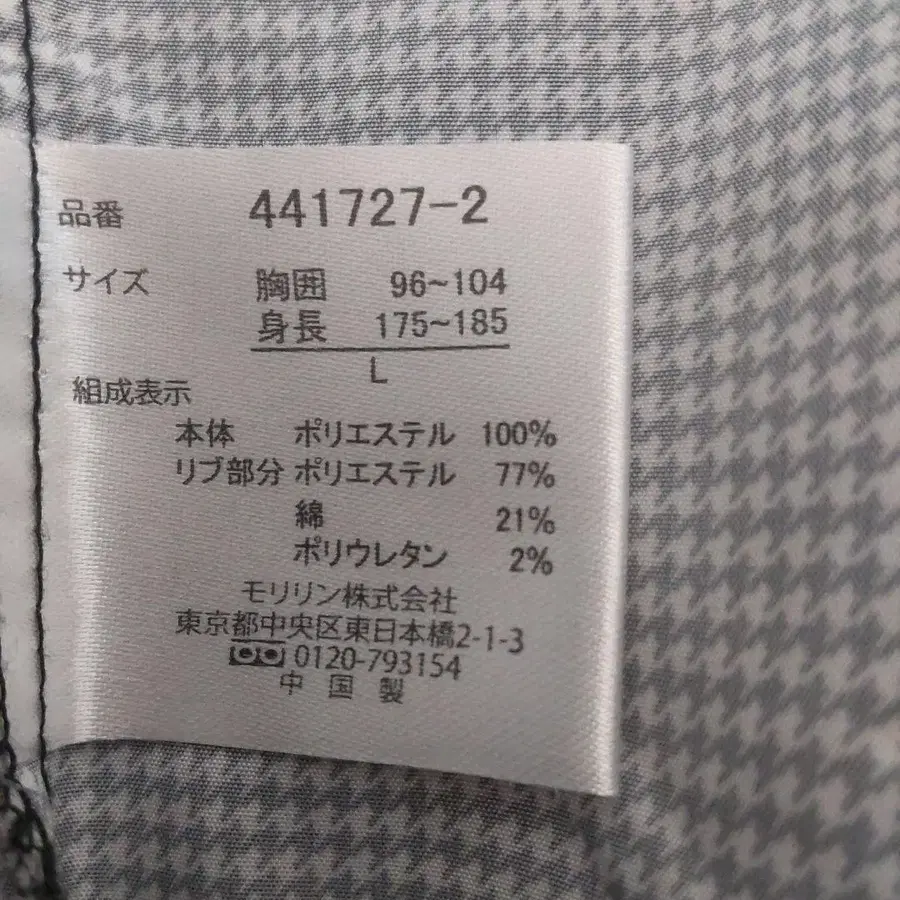 品番 441727-2
サイズ 胸囲 96~104
身長 175~185
L
組成表示
本体 ポリエステル 100%
リブ部分 ポリエステル 77%
綿 21%
ポリウレタン 2%
モリリン株式会社
東京都中央区東日本橋2-1-3
0120-793154
中国製